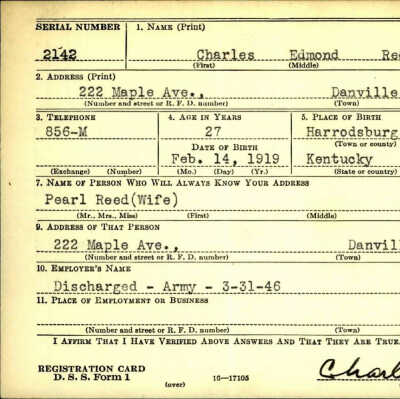 SERIAL NUMBER 1. NAME (Print)
2142 Charles Edmond Ree
(First) (Middle)
2. ADDRESS (Print)
222 Maple Ave., Danville
(Number and street or R. F. D. number) (Town)
3. TELEPHONE 4. AGE IN YEARS 5. PLACE OF BIRTH
856-M 27 Harrodsburg
(Town or county)
DATE OF BIRTH
Feb. 14, 1919 Kentucky
(Exchange) (Number) (Mo.) (Day) (Yr.) (State or country)
7. NAME OF PERSON WHO WILL ALWAYS KNOW YOUR ADDRESS
Pearl Reed(Wife)
(Mr., Mrs., Miss) (First) (Middle)
9. ADDRESS OF THAT PERSON
222 Maple Ave., Danvill
(Number and street or R. F. D. number) (Town)
10. EMPLOYER'S NAME
Discharged - Army - 3-31-46
11. PLACE OF EMPLOYMENT OR BUSINESS
(Number and street or R. F. D. number) (Town)
I AFFIRM THAT I HAVE VERIFIED ABOVE ANSWERS AND THAT THEY ARE TRUE.
REGISTRATION CARD
D. S. S. Form 1 16—17105 Charl
(over)